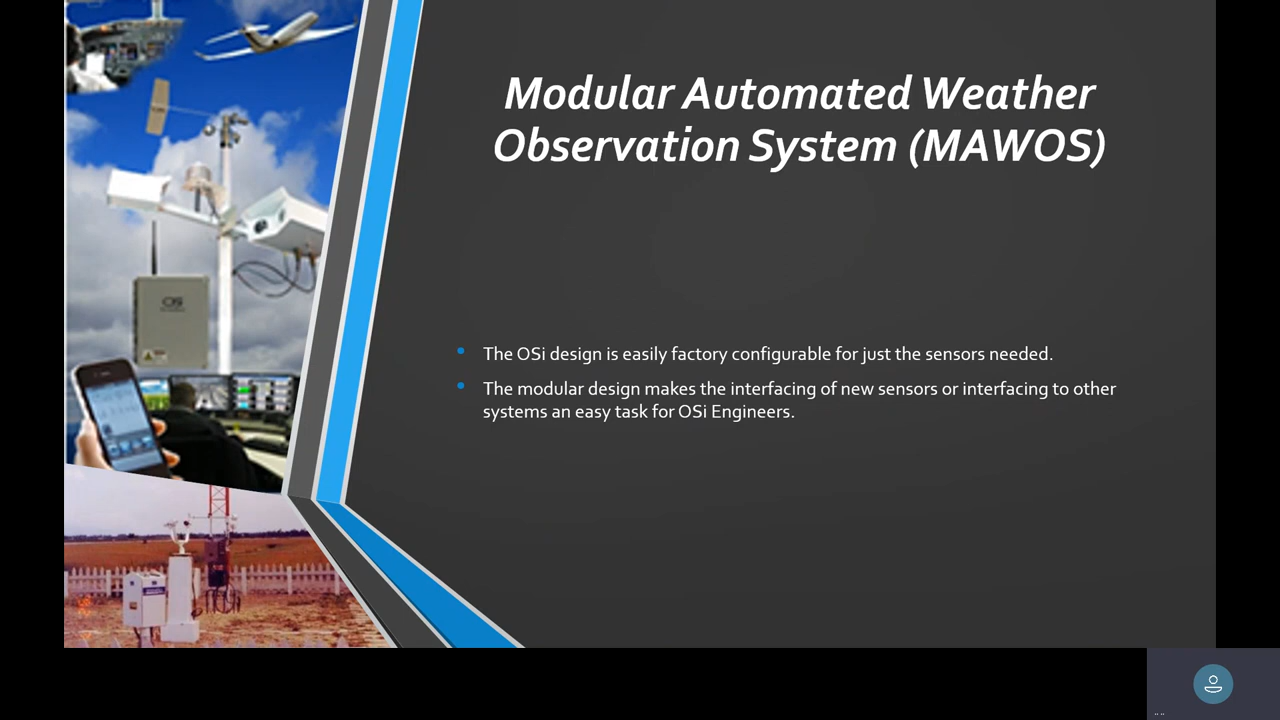 Modular Automated Weather
Observation System (MAWOS)
The OSi design is easily factory configurable for just the sensors needed.
The modular design makes the interfacing of new sensors or interfacing to other
systems an easy task for OSi Engineers.
OSi